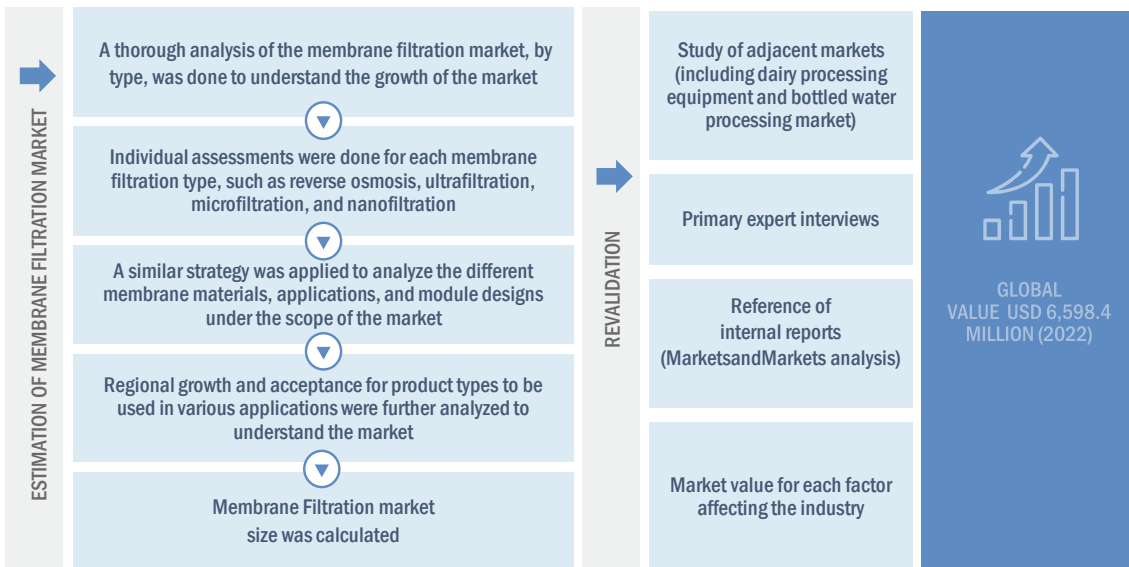 ESTIMATION OF MEMBRANE FILTRATION MARKET
A thorough analysis of the membrane filtration market, by
type, was done to understand the growth of the market
Individual assessments were done for each membrane
filtration type, such as reverse osmosis, ultrafiltration,
microfiltration, and nanofiltration
A similar strategy was applied to analyze the different
membrane materials, applications, and module designs
under the scope of the market
Regional growth and acceptance for product types to be
used in various applications were further analyzed to
understand the market
Membrane Filtration market
size was calculated
REVALIDATION
Study of adjacent markets
(including dairy processing
equipment and bottled water
processing market)
Primary expert interviews
Reference of
internal reports
(MarketsandMarkets analysis)
Market value for each factor
affecting the industry
GLOBAL
VALUE USD 6,598.4
MILLION (2022)